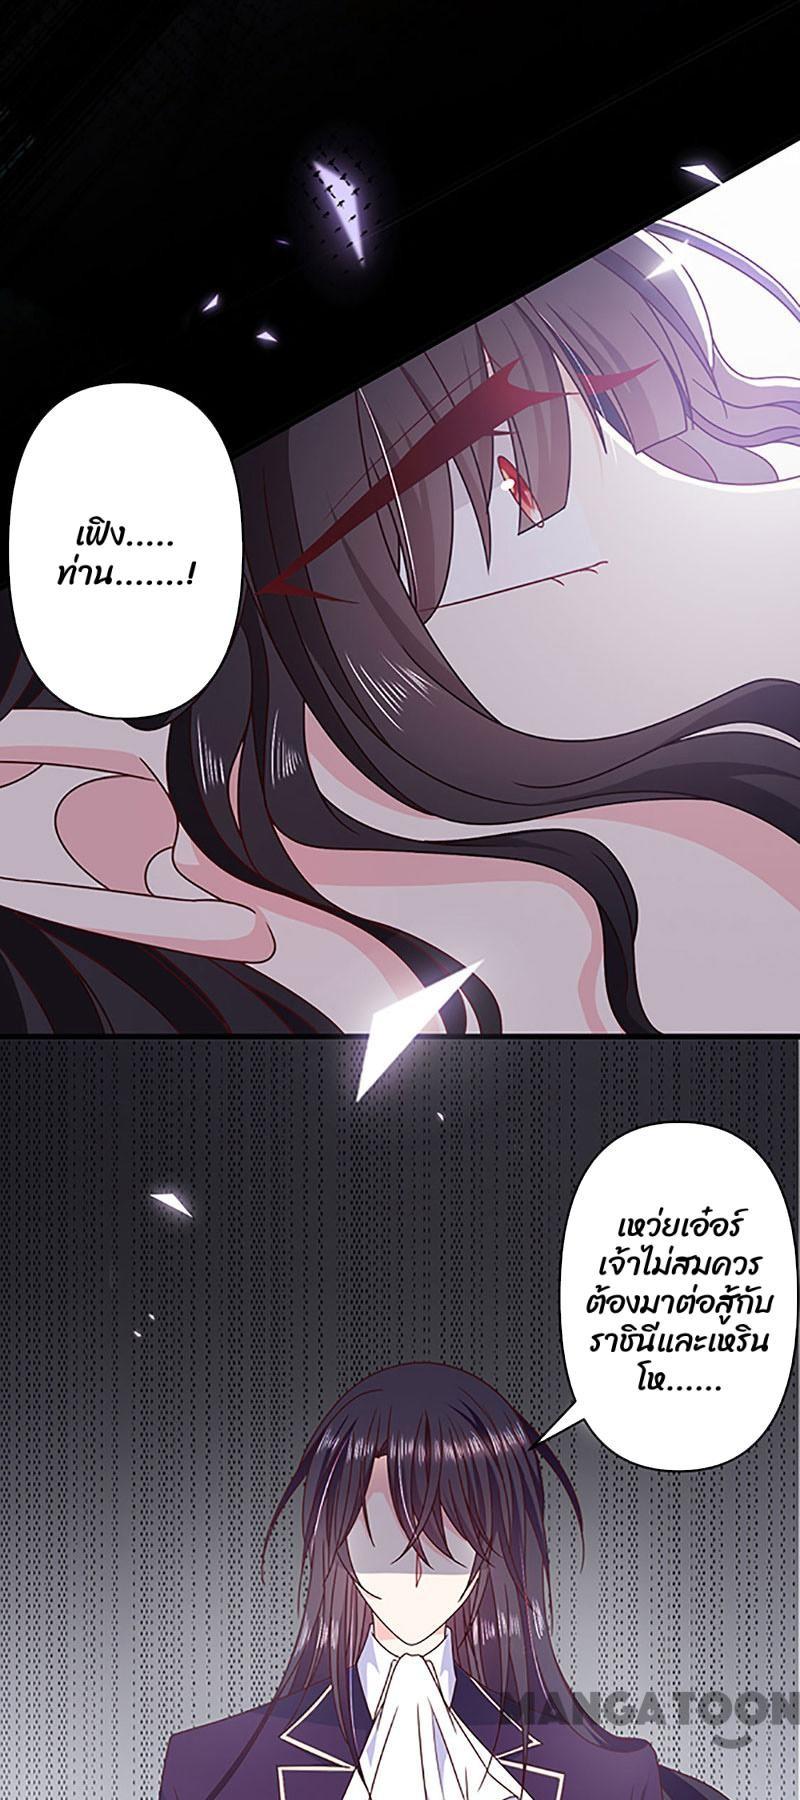 เฟิง.....
ท่าน.......!
เหว่ยเอ๋อร์
เจ้าไม่สมควร
ต้องมาต่อสู้กับ
ราชินีและเหริน
โห......
MANGATOON